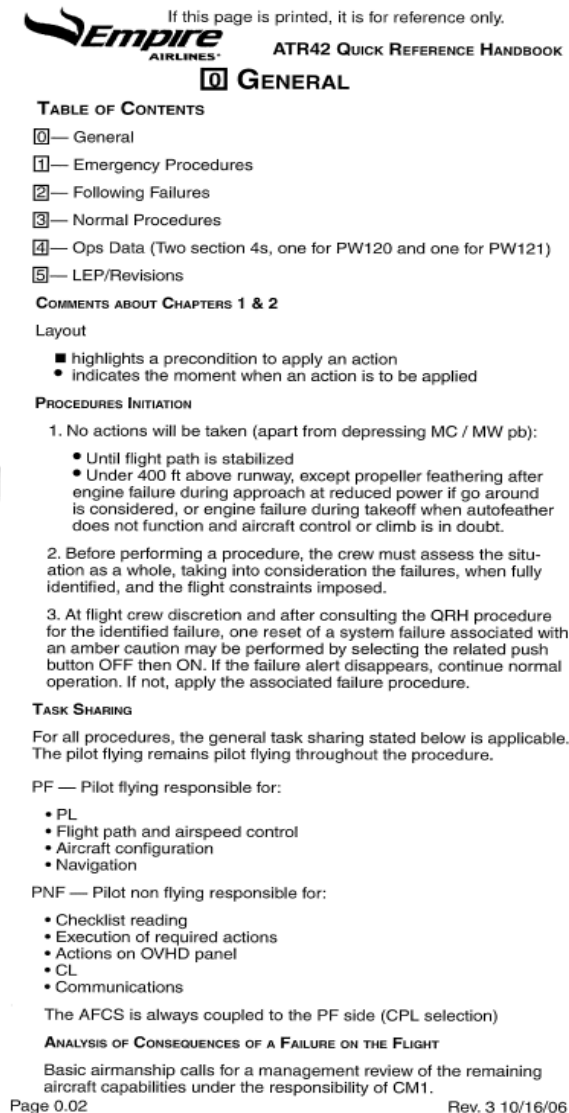 If this page is printed, it is for reference only.
Empire
AIRLINES
ATR42 QUICK REFERENCE HANDBOOK
0 GENERAL
TABLE OF CONTENTS
0— General
1— Emergency Procedures
2— Following Failures
3— Normal Procedures
4— Ops Data (Two section 4s, one for PW120 and one for PW121)
5— LEP/Revisions
COMMENTS ABOUT CHAPTERS 1 & 2
Layout
■ highlights a precondition to apply an action
• indicates the moment when an action is to be applied
PROCEDURES INITIATION
1. No actions will be taken (apart from depressing MC / MW pb):
• Until flight path is stabilized
• Under 400 ft above runway, except propeller feathering after
engine failure during approach at reduced power if go around
is considered, or engine failure during takeoff when autofeather
does not function and aircraft control or climb is in doubt.
2. Before performing a procedure, the crew must assess the situ-
ation as a whole, taking into consideration the failures, when fully
identified, and the flight constraints imposed.
3. At flight crew discretion and after consulting the QRH procedure
for the identified failure, one reset of a system failure associated with
an amber caution may be performed by selecting the related push
button OFF then ON. If the failure alert disappears, continue normal
operation. If not, apply the associated failure procedure.
TASK SHARING
For all procedures, the general task sharing stated below is applicable.
The pilot flying remains pilot flying throughout the procedure.
PF — Pilot flying responsible for:
• PL
• Flight path and airspeed control
• Aircraft configuration
• Navigation
PNF — Pilot non flying responsible for:
• Checklist reading
• Execution of required actions
• Actions on OVHD panel
• CL
• Communications
The AFCS is always coupled to the PF side (CPL selection)
ANALYSIS OF CONSEQUENCES OF A FAILURE ON THE FLIGHT
Basic airmanship calls for a management review of the remaining
aircraft capabilities under the responsibility of CM1.
Page 0.02
Rev. 3 10/16/06